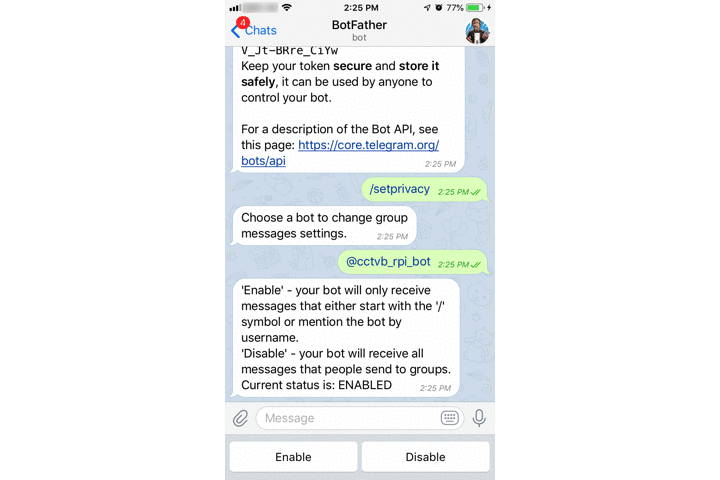 2:25 PM
77%
4
Chats
BotFather
bot
V_Jt-BRre_CiYw
Keep your token secure and store it
safely, it can be used by anyone to
control your bot.
For a description of the Bot API, see
this page: https://core.telegram.org/
bots/api
2:25 PM
/setprivacy 2:25 PM
Choose a bot to change group
messages settings. 2:25 PM
@cctvb_rpi_bot 2:25 PM
'Enable' - your bot will only receive
messages that either start with the '/'
symbol or mention the bot by
username.
'Disable' - your bot will receive all
messages that people send to groups.
Current status is: ENABLED 2:25 PM
Message
Enable
Disable